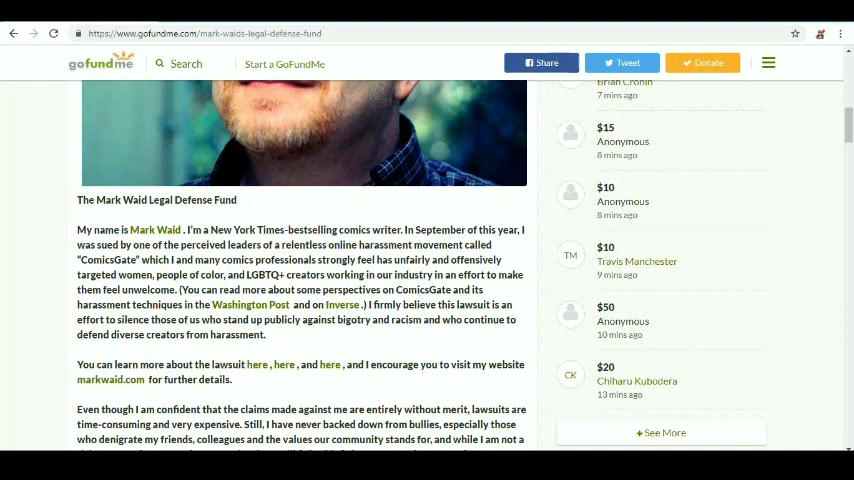 https://www.gofundme.com/mark-waids-legal-defense-fund
gofundme
Search
Start a GoFundMe
Share
Tweet
Donate
Brian Cronin
7 mins ago
$15
Anonymous
8 mins ago
$10
Anonymous
8 mins ago
TM
$10
Travis Manchester
9 mins ago
$50
Anonymous
10 mins ago
CK
$20
Chiharu Kubodera
13 mins ago
+ See More
The Mark Waid Legal Defense Fund
My name is Mark Waid . I'm a New York Times-bestselling comics writer. In September of this year, I
was sued by one of the perceived leaders of a relentless online harassment movement called
“ComicsGate” which I and many comics professionals strongly feel has unfairly and offensively
targeted women, people of color, and LGBTQ+ creators working in our industry in an effort to make
them feel unwelcome. (You can read more about some perspectives on ComicsGate and its
harassment techniques in the Washington Post and on Inverse .) I firmly believe this lawsuit is an
effort to silence those of us who stand up publicly against bigotry and racism and who continue to
defend diverse creators from harassment.
You can learn more about the lawsuit here , here , and here , and I encourage you to visit my website
markwaid.com for further details.
Even though I am confident that the claims made against me are entirely without merit, lawsuits are
time-consuming and very expensive. Still, I have never backed down from bullies, especially those
who denigrate my friends, colleagues and the values our community stands for, and while I am not a